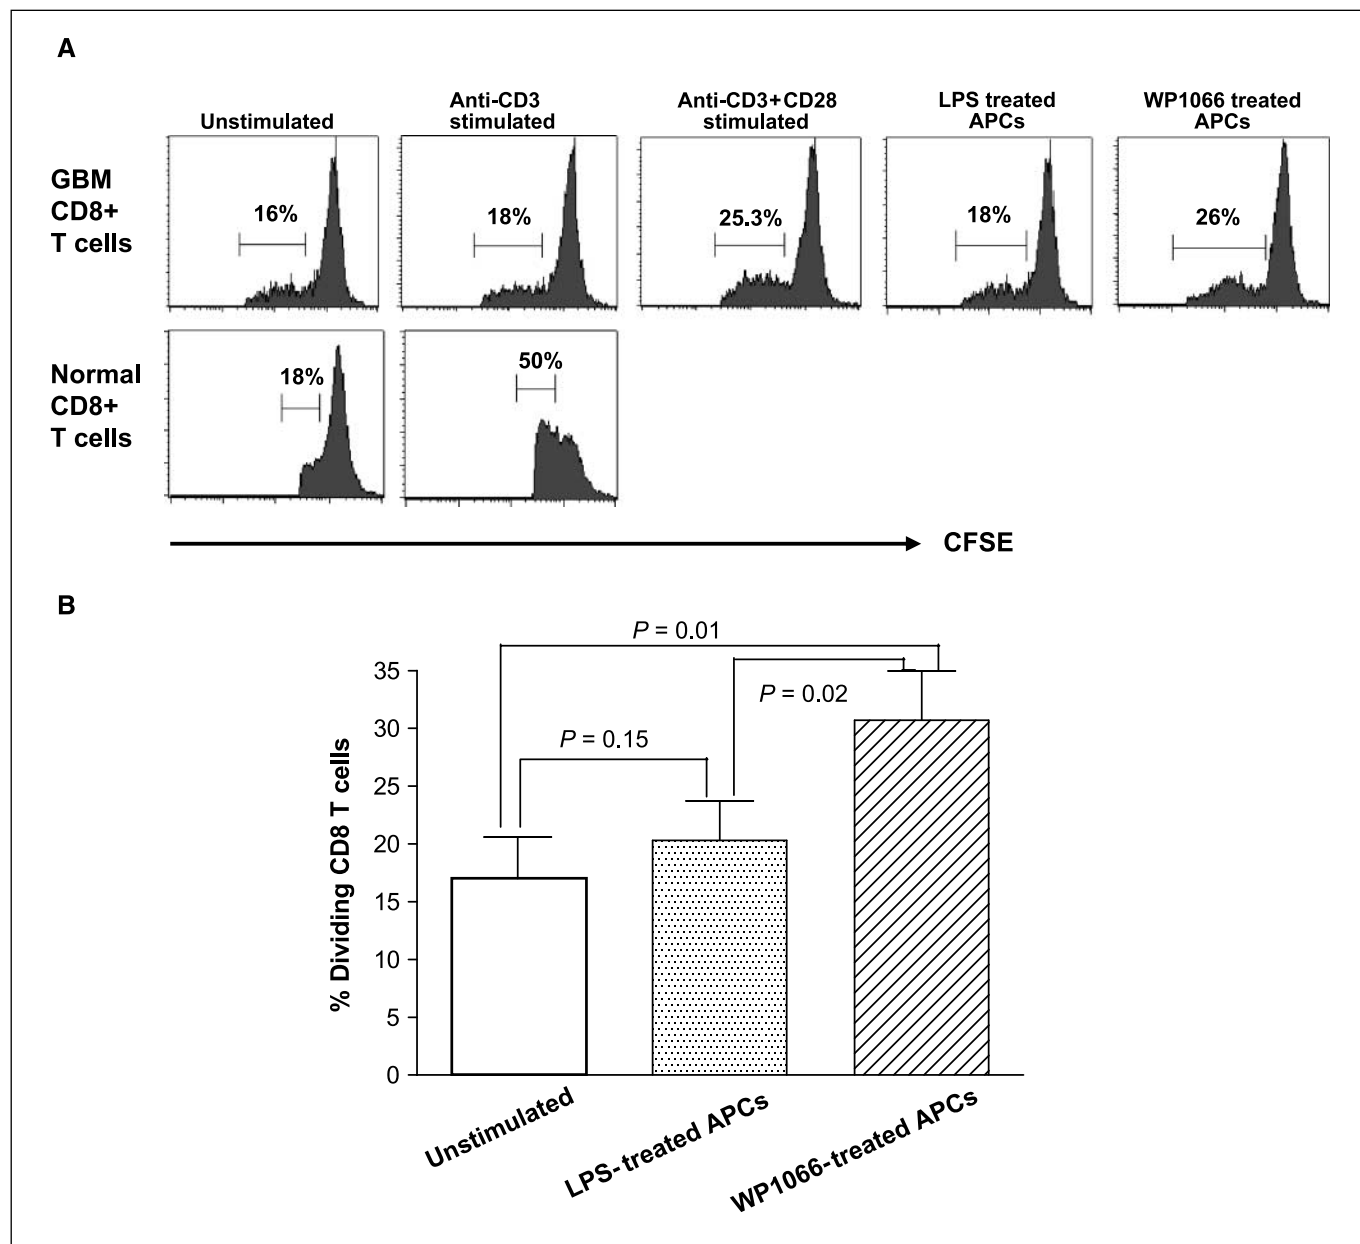 A
Unstimulated
Anti-CD3
stimulated
Anti-CD3+CD28
stimulated
LPS treated
APCs
WP1066 treated
APCs
GBM
CD8+
T cells
16%
18%
25.3%
18%
26%
Normal
CD8+
T cells
18%
50%
CFSE
B
P = 0.01
P = 0.02
P = 0.15
% Dividing CD8 T cells
35
30
25
20
15
10
5
0
Unstimulated
LPS-treated APCs
WP1066-treated APCs